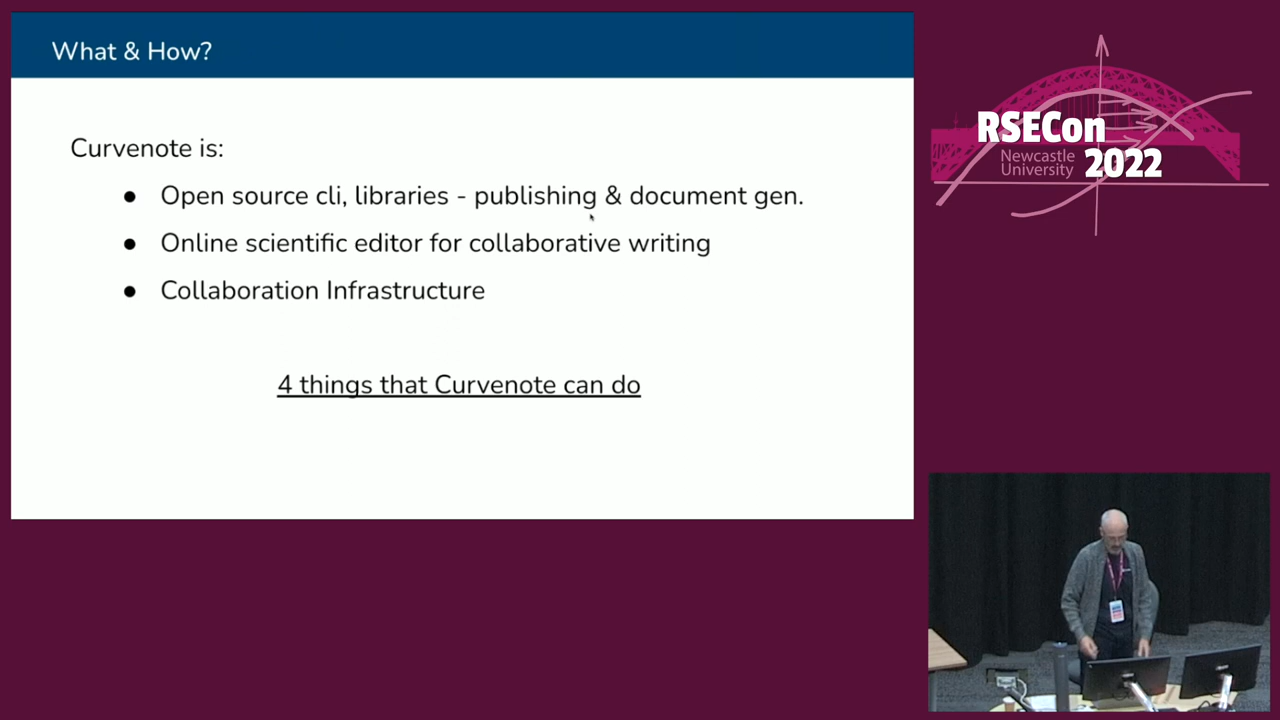 What & How?
Curvenote is:
● Open source cli, libraries - publishing & document gen.
● Online scientific editor for collaborative writing
● Collaboration Infrastructure
4 things that Curvenote can do
RSECon
Newcastle
University
2022